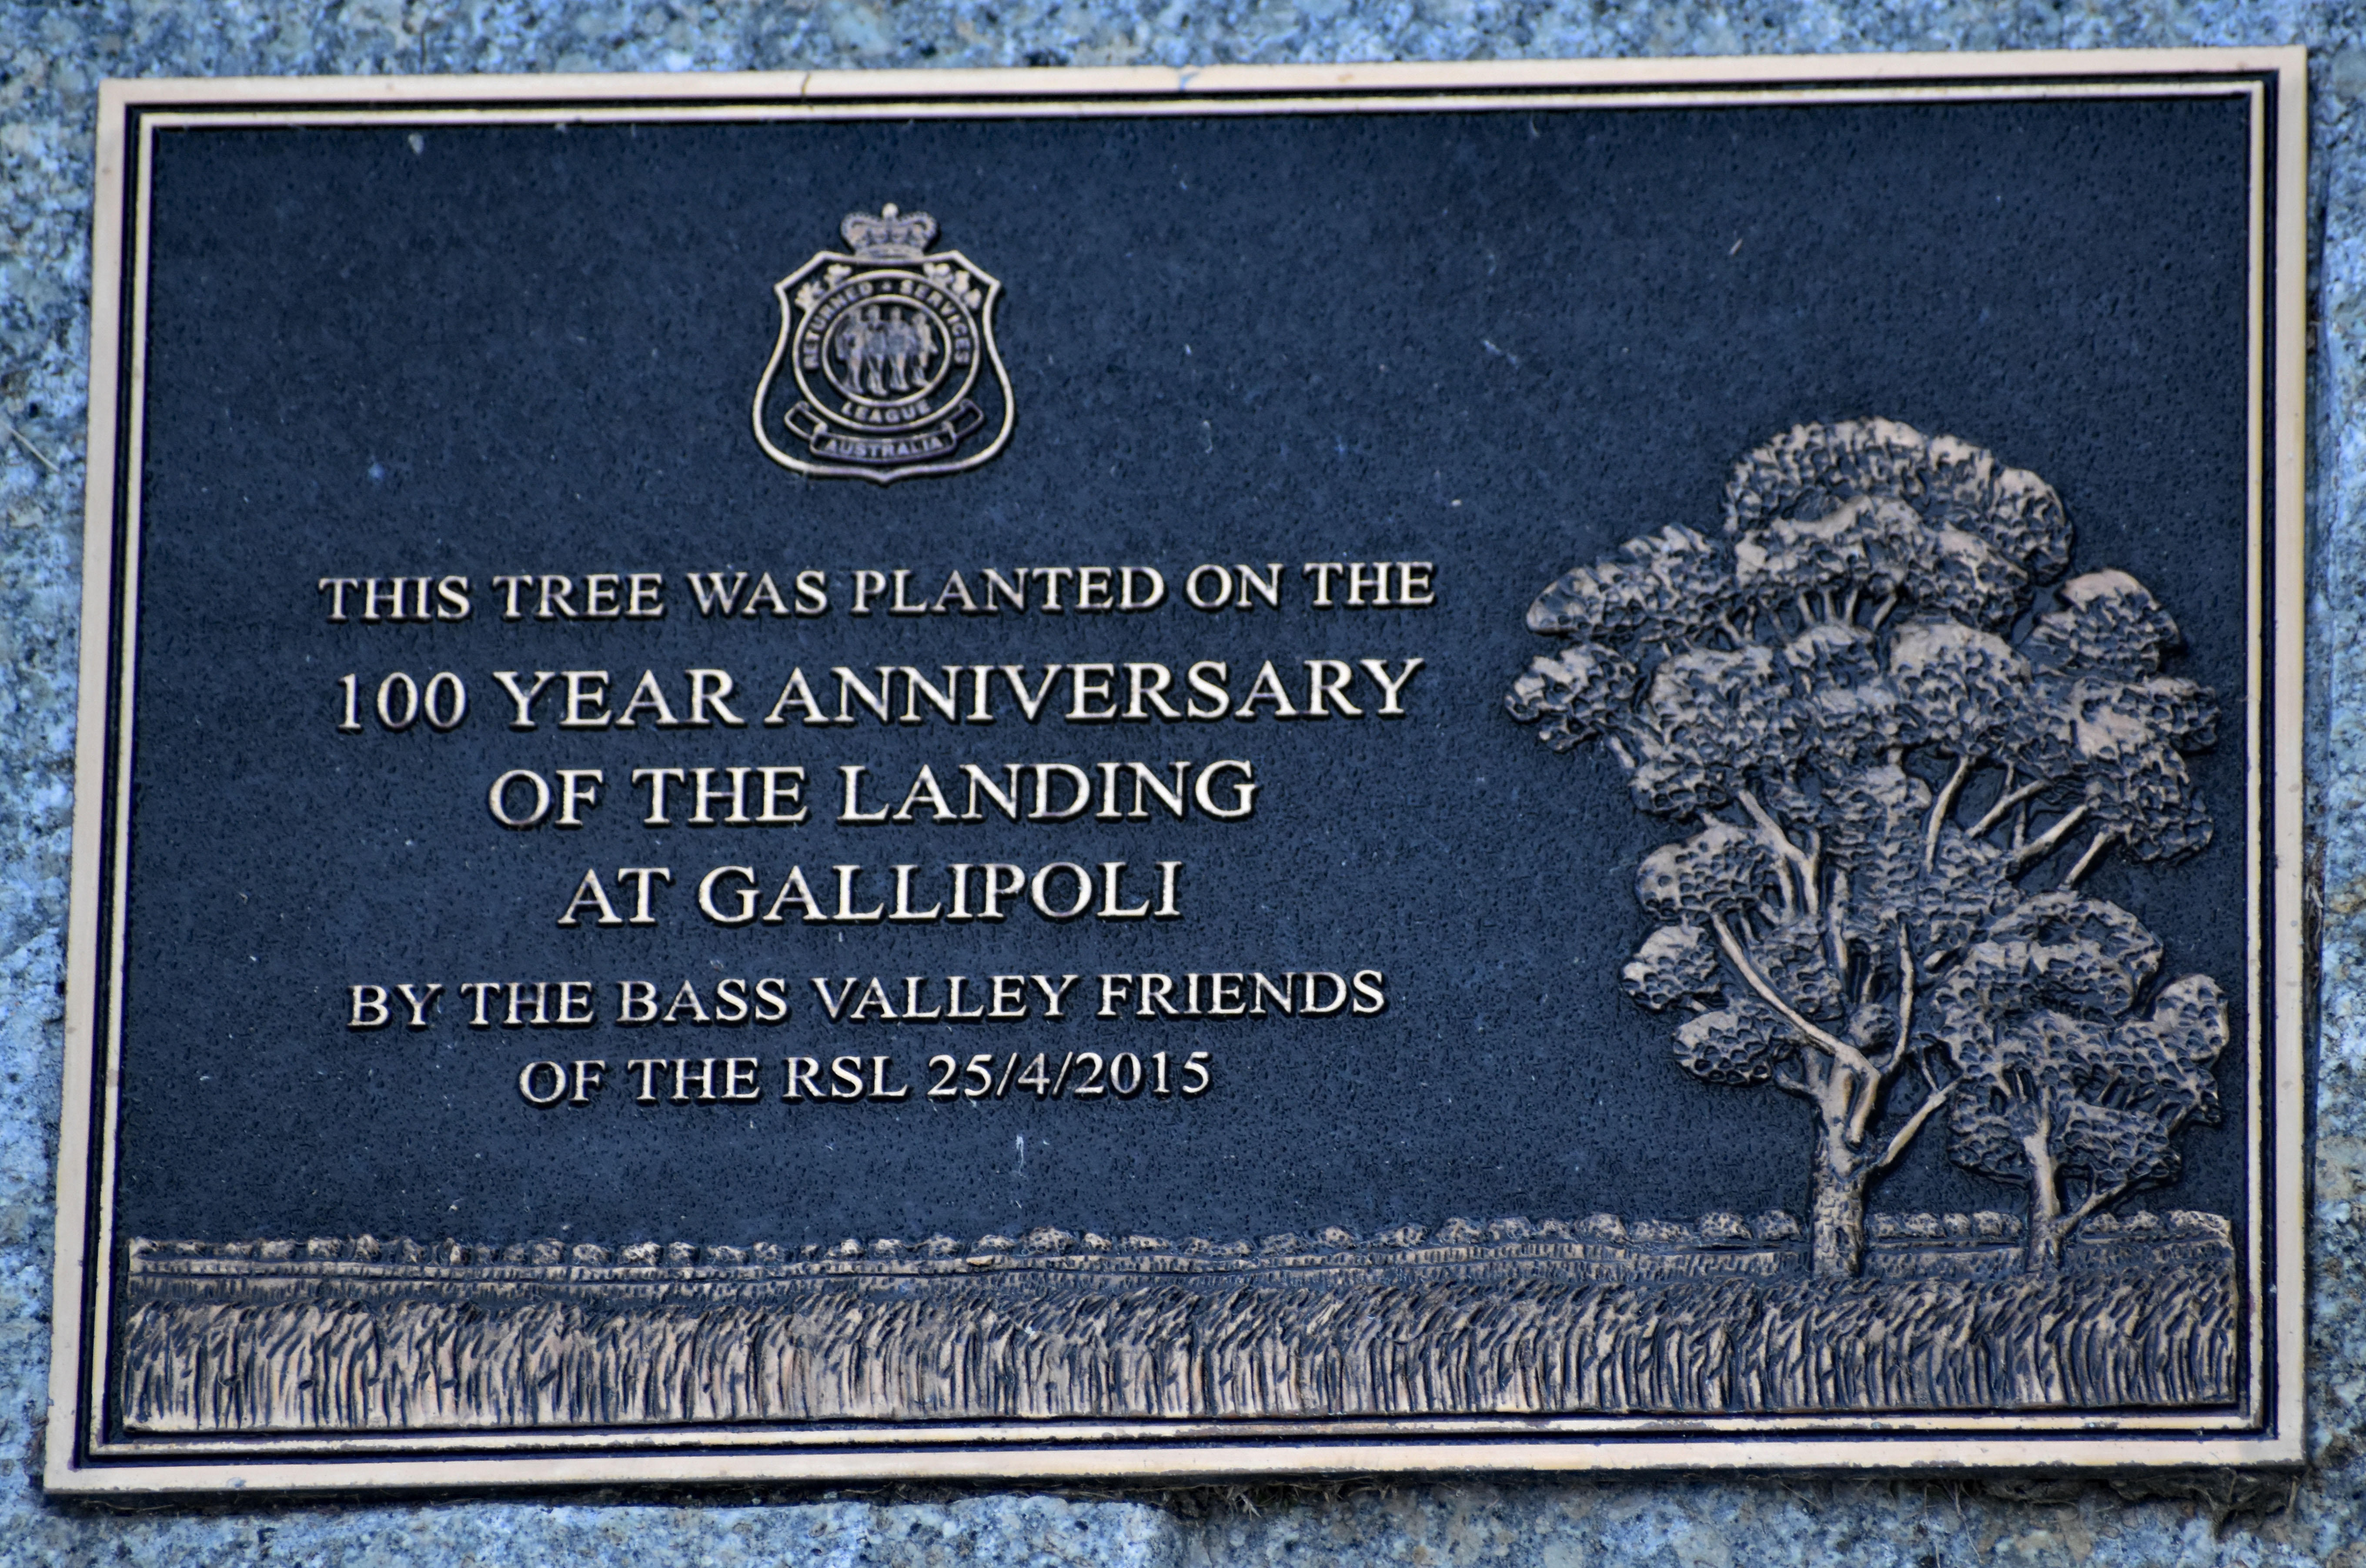 RETURNED • SERVICES
LEAGUE
AUSTRALIA
THIS TREE WAS PLANTED ON THE
100 YEAR ANNIVERSARY
OF THE LANDING
AT GALLIPOLI
BY THE BASS VALLEY FRIENDS
OF THE RSL 25/4/2015